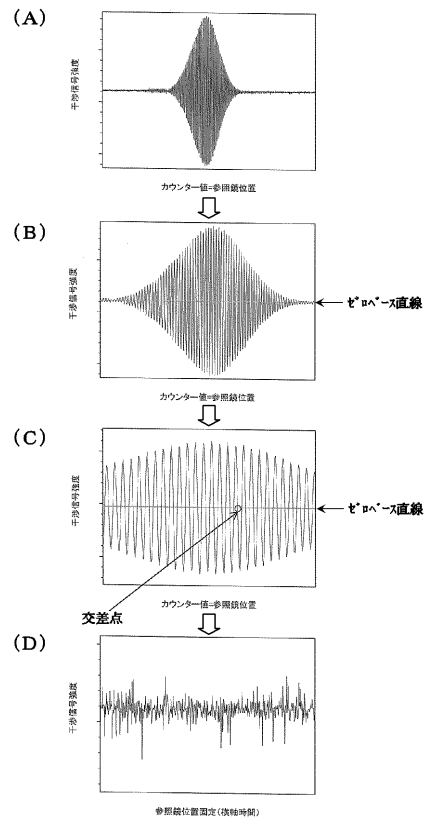 (A)
干渉信号強度
カウンター値=参照鏡位置
(B)
干渉信号強度
ｾﾞﾛﾍﾞｰｽ直線
カウンター値=参照鏡位置
(C)
干渉信号強度
ｾﾞﾛﾍﾞｰｽ直線
カウンター値=参照鏡位置
交差点
(D)
干渉信号強度
参照鏡位置固定(横軸時間)